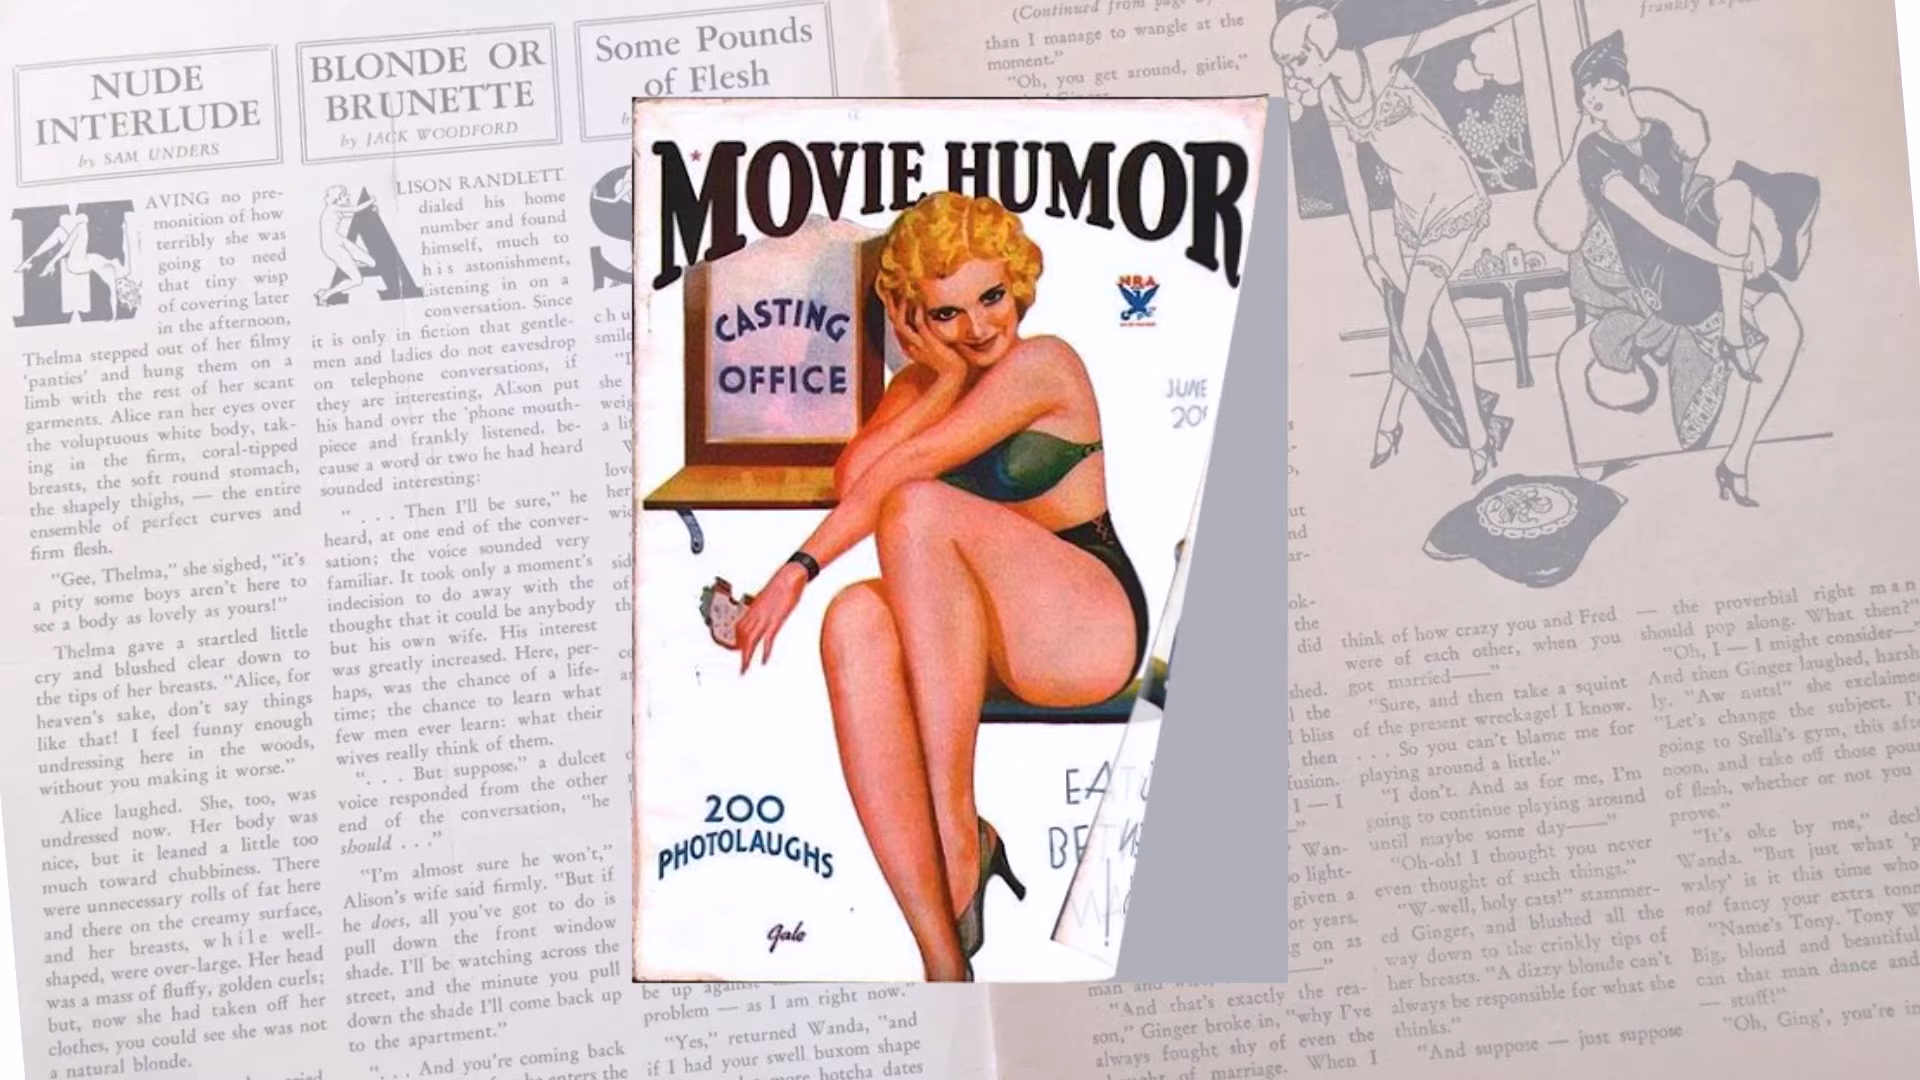 NUDE
INTERLUDE
by SAM UNDERS
HAVING no pre-
monition of how
terribly she was
going to need
that tiny wisp
of covering later
in the afternoon,
Thelma stepped out of her filmy
'panties' and hung them on a
limb with the rest of her scant
garments. Alice ran her eyes over
the voluptuous white body, tak-
ing in the firm, coral-tipped
breasts, the soft round stomach,
the shapely thighs, — the entire
ensemble of perfect curves and
firm flesh.
"Gee, Thelma," she sighed, "it's
a pity some boys aren't here to
see a body as lovely as yours!"
Thelma gave a startled little
cry and blushed clear down to
the tips of her breasts. "Alice, for
heaven's sake, don't say things
like that! I feel funny enough
undressing here in the woods,
without you making it worse."
Alice laughed. She, too, was
undressed now. Her body was
nice, but it leaned a little too
much toward chubbiness. There
were unnecessary rolls of fat here
and there on the creamy surface,
and her breasts, while well-
shaped, were over-large. Her head
was a mass of fluffy, golden curls;
but, now she had taken off her
clothes, you could see she was not
a natural blonde.
BLONDE OR
BRUNETTE
by JACK WOODFORD
ALISON RANDLETT
dialed his home
number and found
himself, much to
his astonishment,
listening in on a
conversation. Since
it is only in fiction that gentle-
men and ladies do not eavesdrop
on telephone conversations, if
they are interesting, Alison put
his hand over the 'phone mouth-
piece and frankly listened, be-
cause a word or two he had heard
sounded interesting:
". . . Then I'll be sure," he
heard, at one end of the conver-
sation; the voice sounded very
familiar. It took only a moment's
indecision to do away with the
thought that it could be anybody
but his own wife. His interest
was greatly increased. Here, per-
haps, was the chance of a life-
time; the chance to learn what
few men ever learn: what their
wives really think of them.
". . . But suppose," a dulcet
voice responded from the other
end of the conversation, "he
should . . ."
"I'm almost sure he won't,"
Alison's wife said firmly. "But if
he does, all you've got to do is
pull down the front window
shade. I'll be watching across the
street, and the minute you pull
down the shade I'll come back up
to the apartment."
". . . And you're coming back
enters the
Some Pounds
of Flesh
be up against
problem — as I am right now."
"Yes," returned Wanda, "and
if I had your swell buxom shape
more hotcha dates
MOVIE HUMOR
CASTING
OFFICE
NRA
JUNE
20¢
200
PHOTOLAUGHS
Gale
(Continued from page
than I manage to wangle at the
moment."
"Oh, you get around, girlie,"
man and
"And that's exactly the rea-
son," Ginger broke in, "why I've
always fought shy of even the
of marriage. When I
think of how crazy you and Fred
were of each other, when you
got married——"
"Sure, and then take a squint
of the present wreckage! I know.
. . . So you can't blame me for
playing around a little."
"I don't. And as for me, I'm
going to continue playing around
until maybe some day——"
"Oh-oh! I thought you never
even thought of such things."
"W-well, holy cats!" stammer-
ed Ginger, and blushed all the
way down to the crinkly tips of
her breasts. "A dizzy blonde can't
always be responsible for what she
thinks."
"And suppose — just suppose
frankly
— the proverbial right man
should pop along. What then?"
"Oh, I — I might consider—"
And then Ginger laughed, harsh-
ly. "Aw nuts!" she exclaimed
"Let's change the subject. I'm
going to Stella's gym, this after-
noon, and take off those pounds
of flesh, whether or not you
prove."
"It's oke by me,"
Wanda. "But just what
is it this time who
not fancy your extra
"Name's Tony. Tony
Big, blond and beautiful
can that man dance and
— stuff!"
"Oh, Ging', you're in